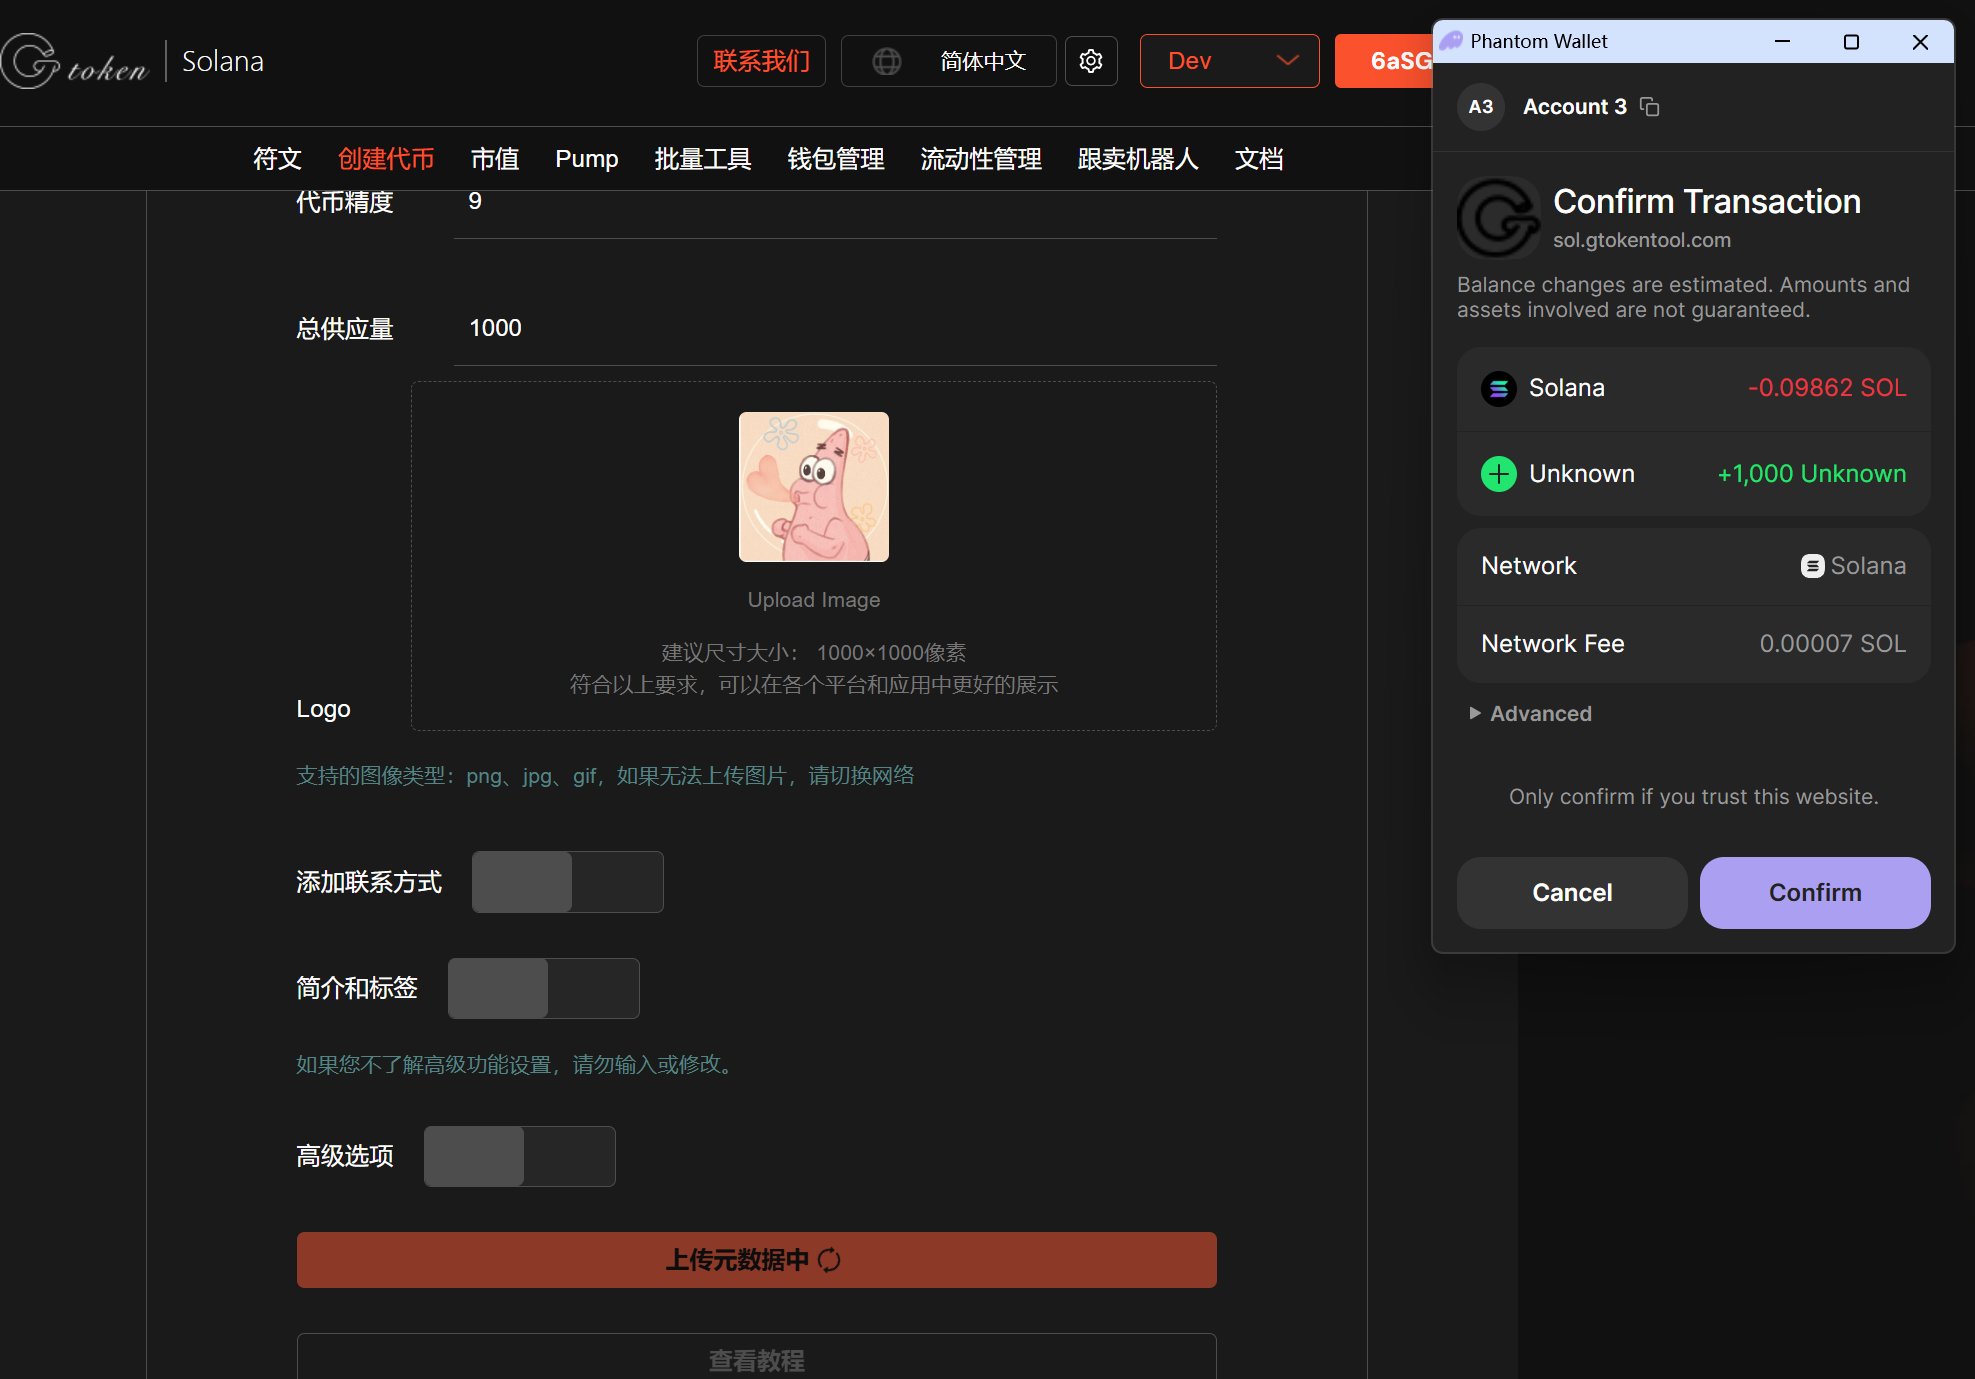 G token
Solana
联系我们
简体中文
Dev
6aSG
符文
创建代币
市值
Pump
批量工具
钱包管理
流动性管理
跟卖机器人
文档
代币精度
9
总供应量
1000
Upload Image
建议尺寸大小： 1000×1000像素
符合以上要求，可以在各个平台和应用中更好的展示
Logo
支持的图像类型：png、jpg、gif，如果无法上传图片，请切换网络
添加联系方式
简介和标签
如果您不了解高级功能设置，请勿输入或修改。
高级选项
上传元数据中
查看教程
Phantom Wallet
A3
Account 3
Confirm Transaction
sol.gtokentool.com
Balance changes are estimated. Amounts and
assets involved are not guaranteed.
Solana
-0.09862 SOL
Unknown
+1,000 Unknown
Network
Solana
Network Fee
0.00007 SOL
Advanced
Only confirm if you trust this website.
Cancel
Confirm